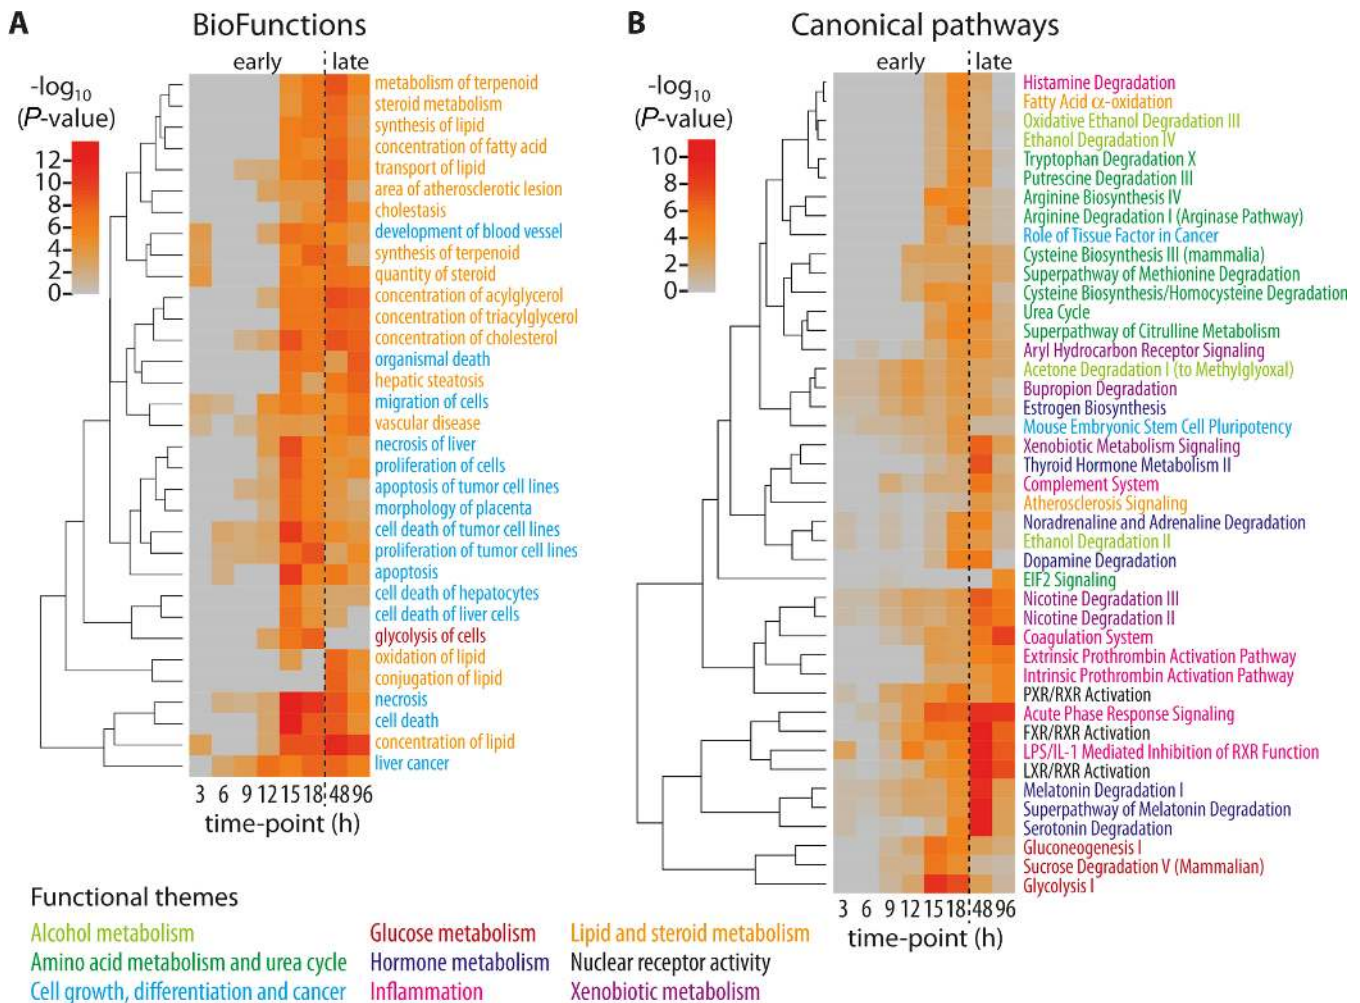 A
BioFunctions
early
late
-log10
(P-value)
12
10
8
6
4
2
0
metabolism of terpenoid
steroid metabolism
synthesis of lipid
concentration of fatty acid
transport of lipid
area of atherosclerotic lesion
cholestasis
development of blood vessel
synthesis of terpenoid
quantity of steroid
concentration of acylglycerol
concentration of triacylglycerol
concentration of cholesterol
organismal death
hepatic steatosis
migration of cells
vascular disease
necrosis of liver
proliferation of cells
apoptosis of tumor cell lines
morphology of placenta
cell death of tumor cell lines
proliferation of tumor cell lines
apoptosis
cell death of hepatocytes
cell death of liver cells
glycolysis of cells
oxidation of lipid
conjugation of lipid
necrosis
cell death
concentration of lipid
liver cancer
3 6 9 12 15 18 48 96
time-point (h)
B
Canonical pathways
early
late
-log10
(P-value)
10
8
6
4
2
0
Histamine Degradation
Fatty Acid α-oxidation
Oxidative Ethanol Degradation III
Ethanol Degradation IV
Tryptophan Degradation X
Putrescine Degradation III
Arginine Biosynthesis IV
Arginine Degradation I (Arginase Pathway)
Role of Tissue Factor in Cancer
Cysteine Biosynthesis III (mammalia)
Superpathway of Methionine Degradation
Cysteine Biosynthesis/Homocysteine Degradation
Urea Cycle
Superpathway of Citrulline Metabolism
Aryl Hydrocarbon Receptor Signaling
Acetone Degradation I (to Methylglyoxal)
Bupropion Degradation
Estrogen Biosynthesis
Mouse Embryonic Stem Cell Pluripotency
Xenobiotic Metabolism Signaling
Thyroid Hormone Metabolism II
Complement System
Atherosclerosis Signaling
Noradrenaline and Adrenaline Degradation
Ethanol Degradation II
Dopamine Degradation
EIF2 Signaling
Nicotine Degradation III
Nicotine Degradation II
Coagulation System
Extrinsic Prothrombin Activation Pathway
Intrinsic Prothrombin Activation Pathway
PXR/RXR Activation
Acute Phase Response Signaling
FXR/RXR Activation
LPS/IL-1 Mediated Inhibition of RXR Function
LXR/RXR Activation
Melatonin Degradation I
Superpathway of Melatonin Degradation
Serotonin Degradation
Gluconeogenesis I
Sucrose Degradation V (Mammalian)
Glycolysis I
3 6 9 12 15 18 48 96
time-point (h)
Functional themes
Alcohol metabolism
Glucose metabolism
Lipid and steroid metabolism
Amino acid metabolism and urea cycle
Hormone metabolism
Nuclear receptor activity
Cell growth, differentiation and cancer
Inflammation
Xenobiotic metabolism